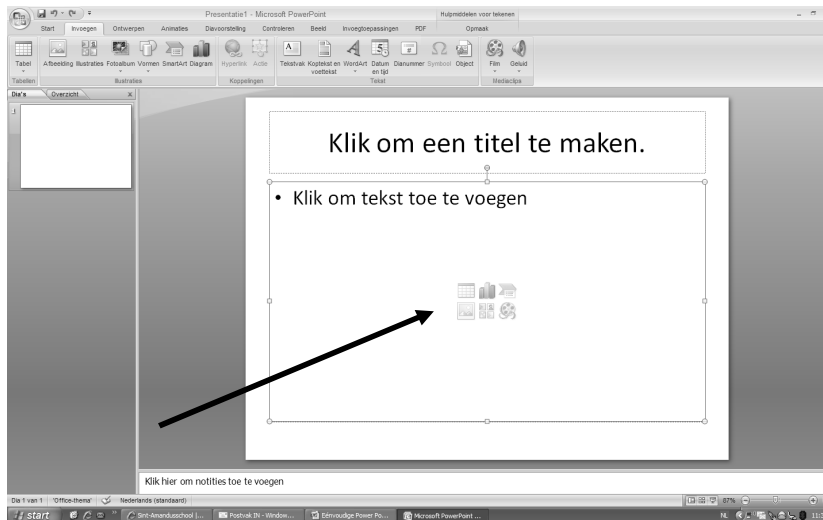 Presentatie1 - Microsoft PowerPoint
Hulpmiddelen voor tekenen
Start Invoegen Ontwerpen Animaties Diavoorstelling Controleren Beeld Invoegtoepassingen PDF Opmaak
Tabel Afbeelding Illustraties Fotoalbum Vormen SmartArt Diagram Hyperlink Actie Tekstvak Koptekst en WordArt Datum Dianummer Symbool Object Film Geluid
voettekst en tijd
Tabellen Illustraties Koppelingen Tekst Mediaclips
Dia's Overzicht x
1
Klik om een titel te maken.
• Klik om tekst toe te voegen
Klik hier om notities toe te voegen
Dia 1 van 1 "Office-thema" Nederlands (standaard) 87%
start Sint-Amandusschool |... Postvak IN - Window... Eénvoudige Power Po... Microsoft PowerPoint ... NL